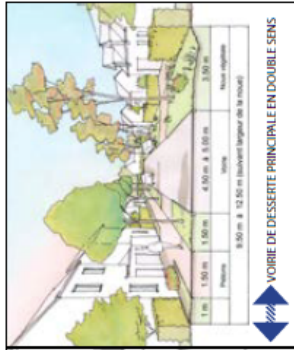 1 m 1.50 m 1.50 m 4.50 m à 5.00 m 3.50 m
Piétons Voirie Noue végétale
9.50 m à 12.50 m (suivant largeur de la noue)
VOIRIE DE DESSERTE PRINCIPALE EN DOUBLE SENS